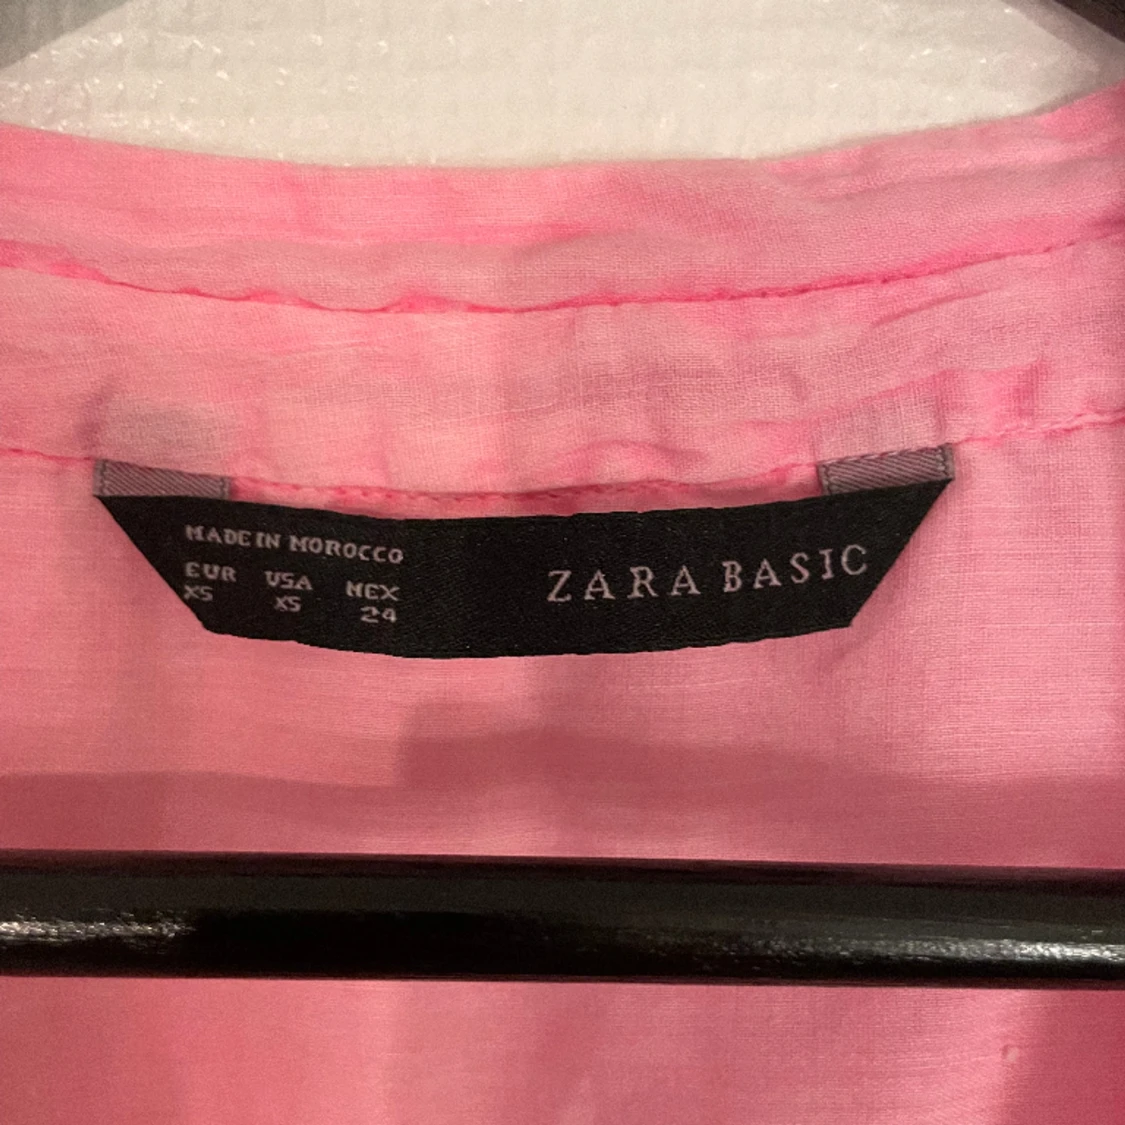 MADE IN MOROCCO
EUR USA MEX
XS XS 24
ZARA BASIC